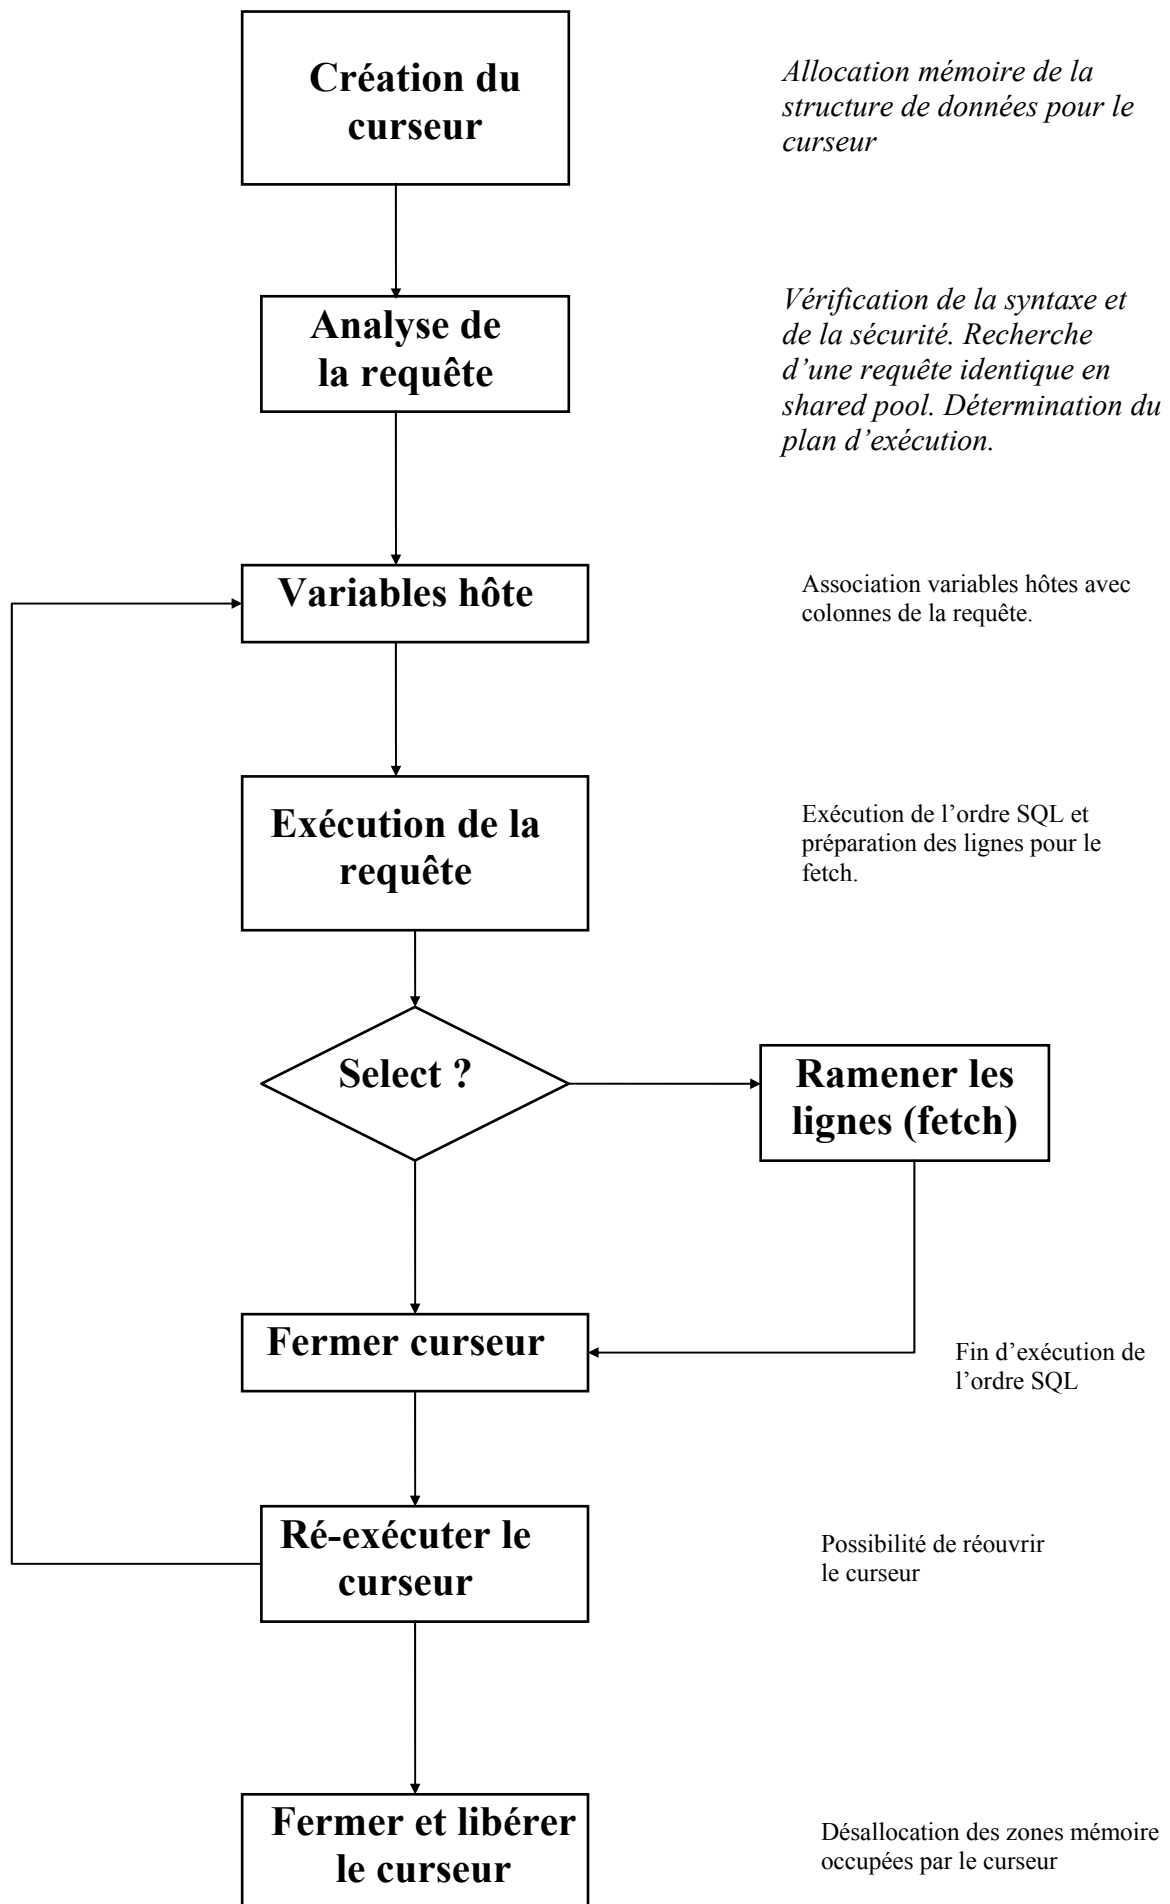 Création du
curseur
Allocation mémoire de la
structure de données pour le
curseur
Analyse de
la requête
Vérification de la syntaxe et
de la sécurité. Recherche
d’une requête identique en
shared pool. Détermination du
plan d’exécution.
Variables hôte
Association variables hôtes avec
colonnes de la requête.
Exécution de la
requête
Exécution de l’ordre SQL et
préparation des lignes pour le
fetch.
Select ?
Ramener les
lignes (fetch)
Fermer curseur
Fin d’exécution de
l’ordre SQL
Ré-exécuter le
curseur
Possibilité de réouvrir
le curseur
Fermer et libérer
le curseur
Désallocation des zones mémoire
occupées par le curseur